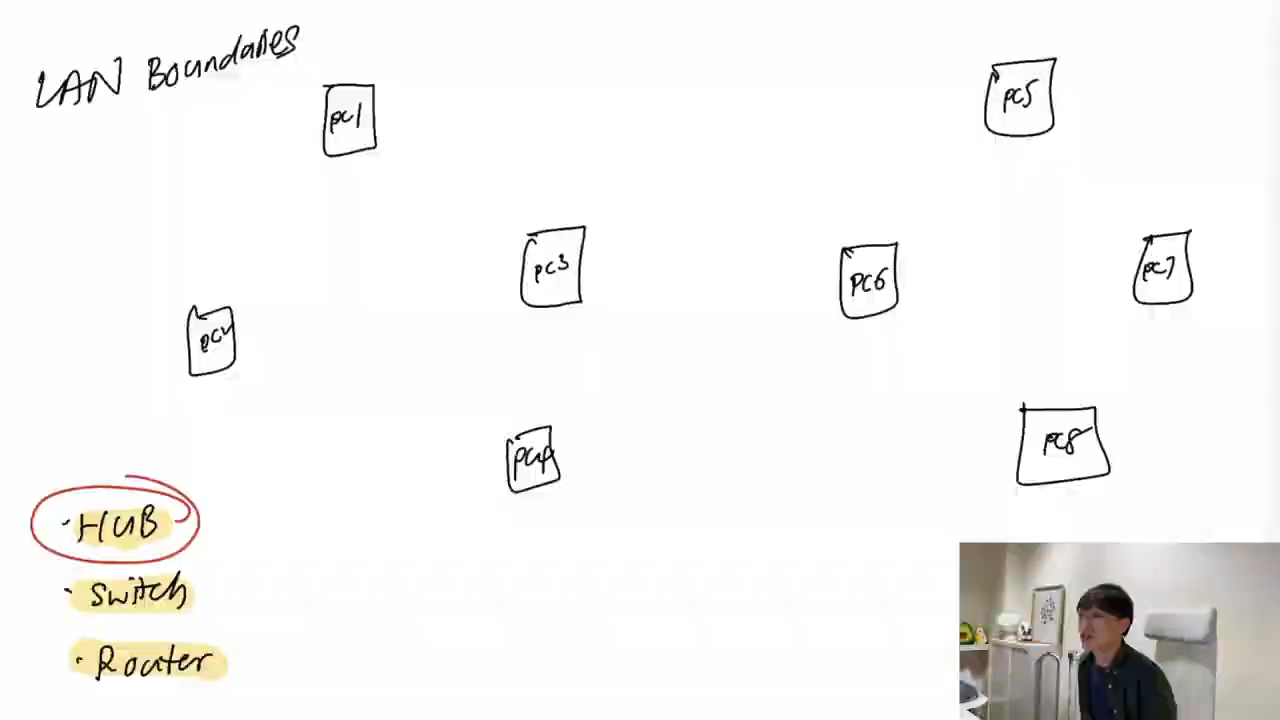 LAN Boundaries
pc1
pc5
pc3
pc6
pc7
pc2
pc4
pc8
· HUB
· Switch
· Router